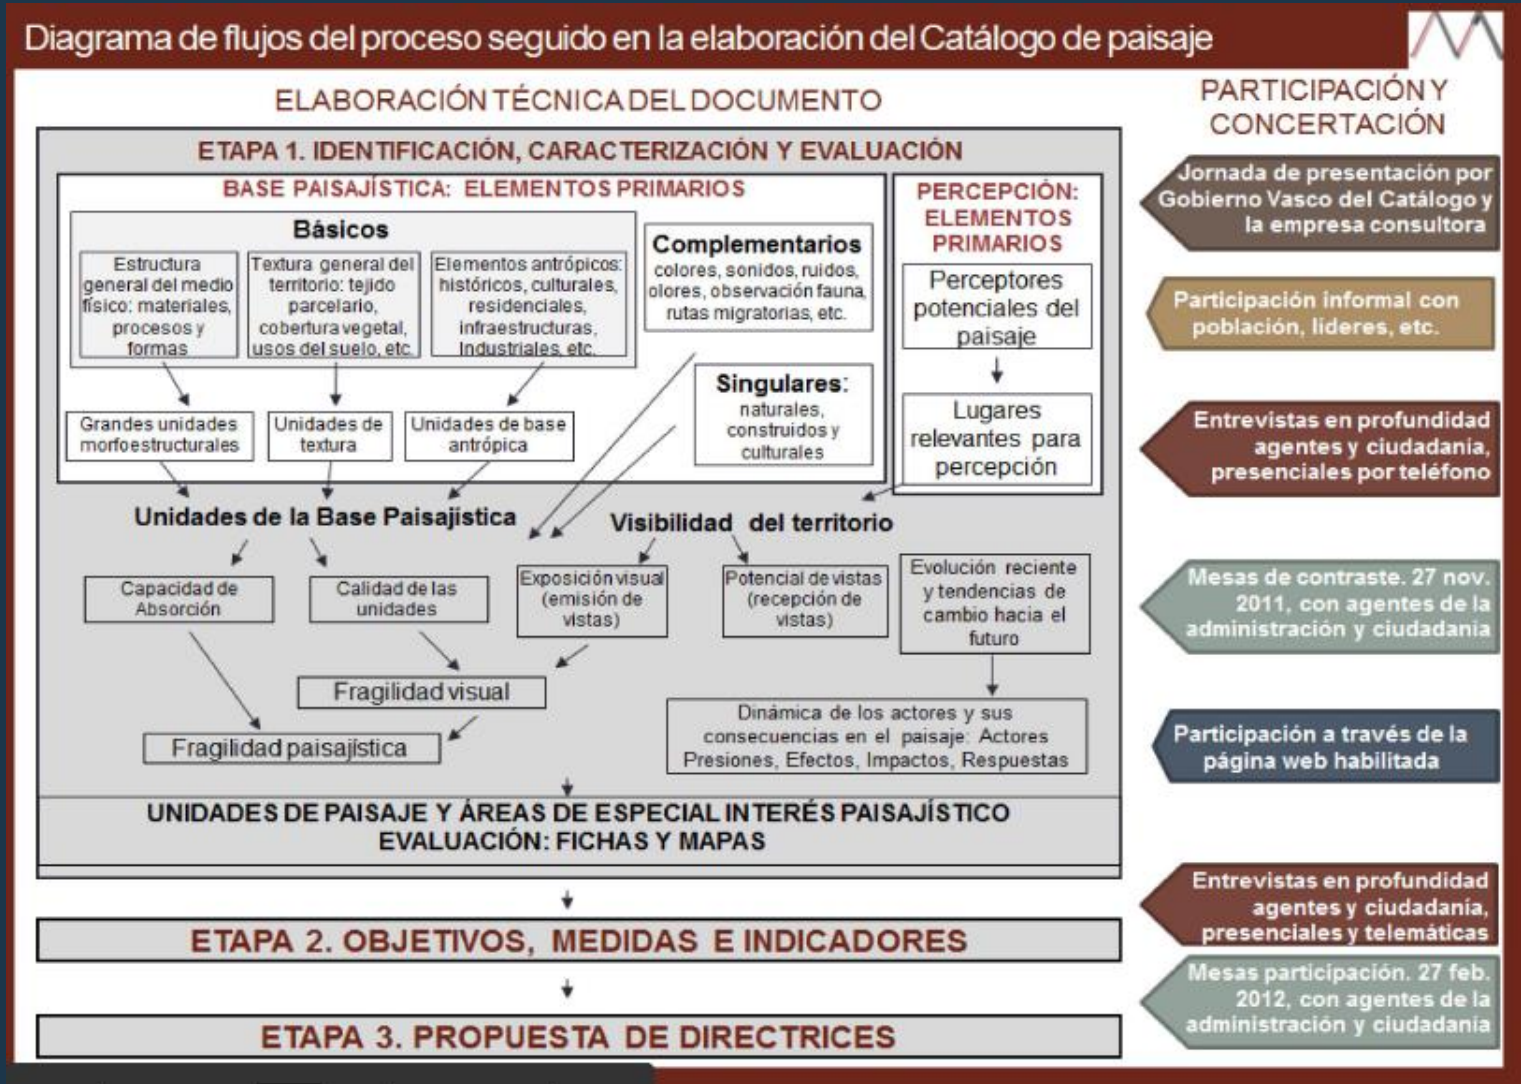 Diagrama de flujos del proceso seguido en la elaboración del Catálogo de paisaje
ELABORACIÓN TÉCNICA DEL DOCUMENTO
ETAPA 1. IDENTIFICACIÓN, CARACTERIZACIÓN Y EVALUACIÓN
BASE PAISAJÍSTICA: ELEMENTOS PRIMARIOS
Básicos
Estructura
general del medio
físico: materiales,
procesos y
formas
Textura general del
territorio: tejido
parcelario,
cobertura vegetal,
usos del suelo, etc.
Elementos antrópicos:
históricos, culturales,
residenciales,
infraestructuras,
Industriales, etc.
Complementarios
colores, sonidos, ruidos,
olores, observación fauna,
rutas migratorias, etc.
Singulares:
naturales,
construidos y
culturales
Grandes unidades
morfoestructurales
Unidades de
textura
Unidades de base
antrópica
PERCEPCIÓN:
ELEMENTOS
PRIMARIOS
Perceptores
potenciales del
paisaje
Lugares
relevantes para
percepción
Unidades de la Base Paisajística
Visibilidad del territorio
Capacidad de
Absorción
Calidad de las
unidades
Exposición visual
(emisión de
vistas)
Potencial de vistas
(recepción de
vistas)
Evolución reciente
y tendencias de
cambio hacia el
futuro
Fragilidad visual
Fragilidad paisajística
Dinámica de los actores y sus
consecuencias en el paisaje: Actores
Presiones, Efectos, Impactos, Respuestas
UNIDADES DE PAISAJE Y ÁREAS DE ESPECIAL INTERÉS PAISAJÍSTICO
EVALUACIÓN: FICHAS Y MAPAS
ETAPA 2. OBJETIVOS, MEDIDAS E INDICADORES
ETAPA 3. PROPUESTA DE DIRECTRICES
PARTICIPACIÓN Y
CONCERTACIÓN
Jornada de presentación por
Gobierno Vasco del Catálogo y
la empresa consultora
Participación informal con
población, líderes, etc.
Entrevistas en profundidad
agentes y ciudadanía,
presenciales por teléfono
Mesas de contraste. 27 nov.
2011, con agentes de la
administración y ciudadanía
Participación a través de la
página web habilitada
Entrevistas en profundidad
agentes y ciudadanía,
presenciales y telemáticas
Mesas participación. 27 feb.
2012, con agentes de la
administración y ciudadanía